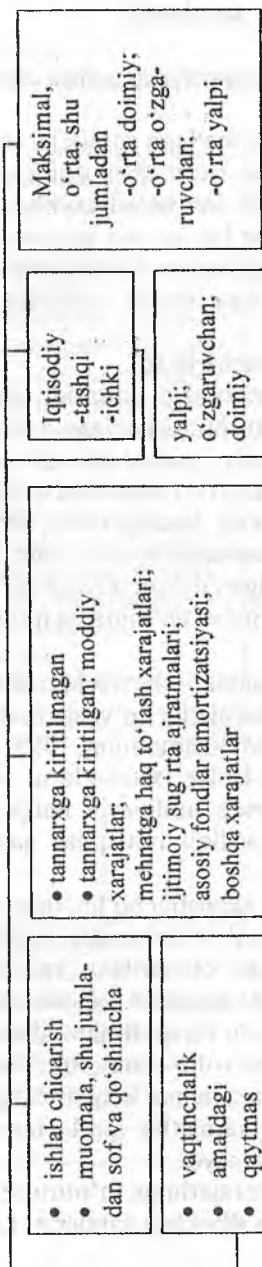 • ishlab chiqarish
• muomala, shu jumla-
dan sof va qo‘shimcha
• vaqtinchalik
• amaldagi
• qaytmas
• tannarxga kiritilmagan
• tannarxga kiritilgan, moddiy
xarajatlar,
mehnatga haq to‘lash xarajatlari;
ijtimoiy sug‘rta ajratmalari,
asosiy fondlar amortizatsiyasi;
boshqa xarajatlar
Iqtisodiy
-tashqi
-ichki
yalpi;
o‘zgaruvchan,
doimiy
Maksimal,
o‘rta, shu
jumladan
-o‘rta doimiy;
-o‘rta o‘zga-
ruvchan;
-o‘rta yalpi